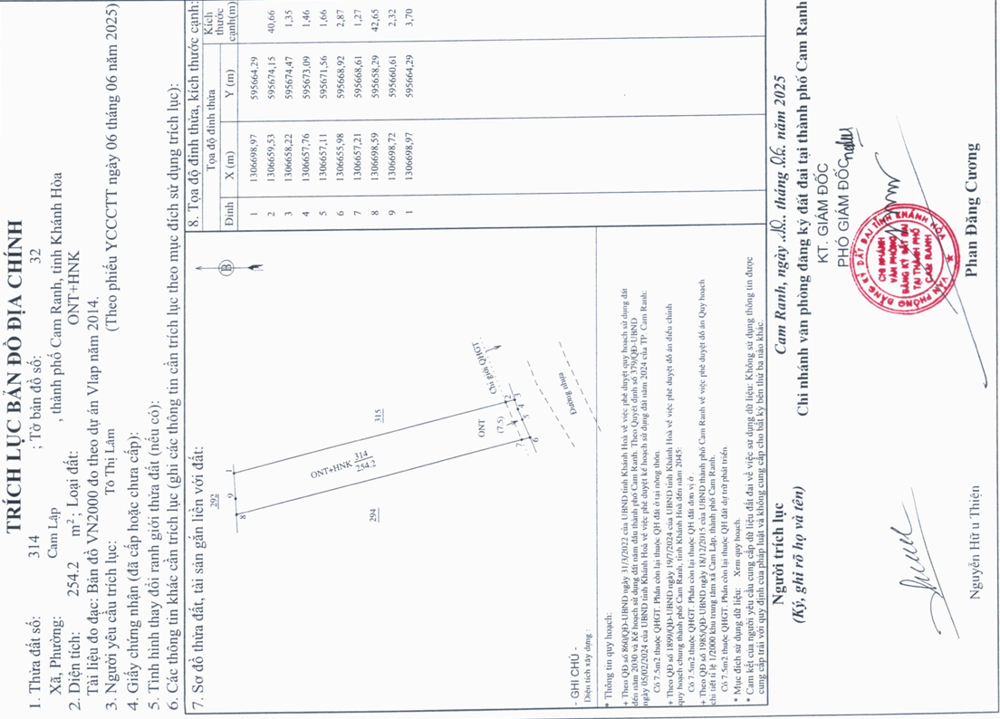 TRÍCH LỤC BẢN ĐỒ ĐỊA CHÍNH
1. Thửa đất số: 314 ; Tờ bản đồ số: 32
Xã, Phường: Cam Lập , thành phố Cam Ranh, tỉnh Khánh Hòa
2. Diện tích: 254.2 m²; Loại đất: ONT+HNK
Tài liệu đo đạc: Bản đồ VN2000 đo theo dự án Vlap năm 2014.
3. Người yêu cầu trích lục: Tô Thị Lâm (Theo phiếu YCCCTT ngày 06 tháng 06 năm 2025)
4. Giấy chứng nhận (đã cấp hoặc chưa cấp):
5. Tình hình thay đổi ranh giới thửa đất (nếu có):
6. Các thông tin khác cần trích lục (ghi các thông tin cần trích lục theo mục đích sử dụng trích lục):
7. Sơ đồ thửa đất, tài sản gắn liền với đất:
B
292
8 9 1
294
ONT+HNK 314
254.2
315
ONT
(7.5)
7 2
6 5 4 3
Chỉ giới QHGT
Đường nhựa
8. Tọa độ đỉnh thửa, kích thước cạnh:
Đỉnh Tọa độ đỉnh thửa Kích thước cạnh(m)
X (m) Y (m)
1 1306698,97 595664,29
40,66
2 1306659,53 595674,15
1,35
3 1306658,22 595674,47
1,46
4 1306657,76 595673,09
1,66
5 1306657,11 595671,56
2,87
6 1306655,98 595668,92
1,27
7 1306657,21 595668,61
42,65
8 1306698,59 595658,29
2,32
9 1306698,72 595660,61
3,70
1 1306698,97 595664,29
- GHI CHÚ -
Diện tích xây dựng :
* Thông tin quy hoạch:
+ Theo QĐ số 860/QĐ-UBND ngày 31/3/2022 của UBND tỉnh Khánh Hoà về việc phê duyệt quy hoạch sử dụng đất
đến năm 2030 và Kế hoạch sử dụng đất năm đầu thành phố Cam Ranh. Theo Quyết định số 379/QĐ-UBND
ngày 05/02/2024 của UBND tỉnh Khánh Hoà về việc phê duyệt kế hoạch sử dụng đất năm 2024 của TP. Cam Ranh:
Có 7.5m2 thuộc QHGT. Phần còn lại thuộc QH đất ở tại nông thôn.
+ Theo QĐ số 1899/QĐ-UBND ngày 19/7/2024 của UBND tỉnh Khánh Hoà về việc phê duyệt đồ án điều chỉnh
quy hoạch chung thành phố Cam Ranh, tỉnh Khánh Hoà đến năm 2045:
Có 7.5m2 thuộc QHGT. Phần còn lại thuộc QH đất đơn vị ở .
+ Theo QĐ số 1985/QĐ-UBND ngày 18/12/2015 của UBND thành phố Cam Ranh về việc phê duyệt đồ án Quy hoạch
chi tiết tỉ lệ 1/2000 khu trung tâm xã Cam Lập, thành phố Cam Ranh.
Có 7.5m2 thuộc QHGT. Phần còn lại thuộc QH đất dự trữ phát triển.
* Mục đích sử dụng dữ liệu: Xem quy hoạch.
* Cam kết của người yêu cầu cung cấp dữ liệu đất đai về việc sử dụng dữ liệu: Không sử dụng thông tin được
cung cấp trái với quy định của pháp luật và không cung cấp cho bất kỳ bên thứ ba nào khác.
Người trích lục
(Ký, ghi rõ họ và tên)
Nguyễn Hữu Thiện
Cam Ranh, ngày 10 tháng 06 năm 2025
Chi nhánh văn phòng đăng ký đất đai tại thành phố Cam Ranh
KT. GIÁM ĐỐC
PHÓ GIÁM ĐỐC
VĂN PHÒNG ĐĂNG KÝ ĐẤT ĐAI TỈNH KHÁNH HÒA
CHI NHÁNH
VĂN PHÒNG
ĐĂNG KÝ ĐẤT ĐAI
TẠI THÀNH PHỐ
CAM RANH
Phan Đăng Cương